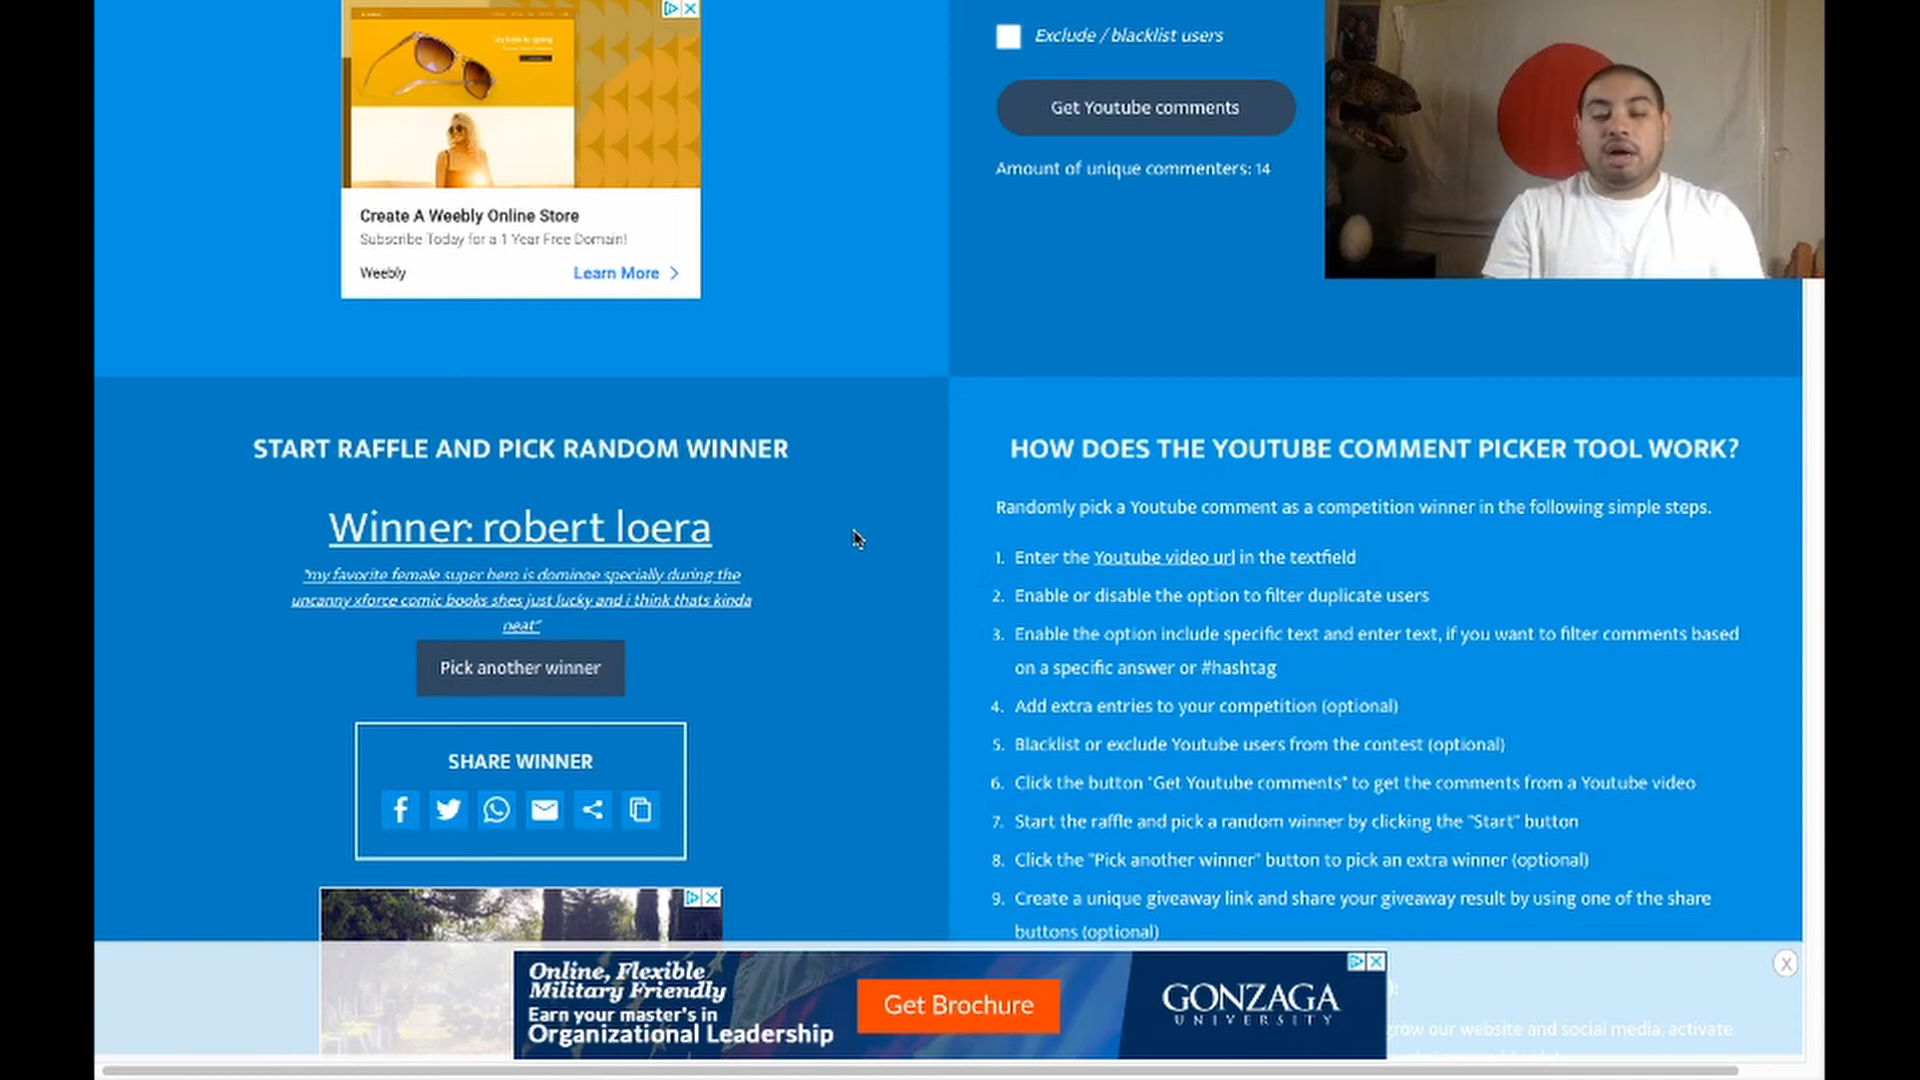 Exclude / blacklist users
Get Youtube comments
Amount of unique commenters: 14
Create A Weebly Online Store
Subscribe Today for a 1 Year Free Domain!
Weebly
Learn More
START RAFFLE AND PICK RANDOM WINNER
Winner: robert loera
"my favorite female super hero is dominoe specially during the
uncanny xforce comic books shes just lucky and i think thats kinda
neat"
Pick another winner
SHARE WINNER
HOW DOES THE YOUTUBE COMMENT PICKER TOOL WORK?
Randomly pick a Youtube comment as a competition winner in the following simple steps.
1. Enter the Youtube video url in the textfield
2. Enable or disable the option to filter duplicate users
3. Enable the option include specific text and enter text, if you want to filter comments based
on a specific answer or #hashtag
4. Add extra entries to your competition (optional)
5. Blacklist or exclude Youtube users from the contest (optional)
6. Click the button "Get Youtube comments" to get the comments from a Youtube video
7. Start the raffle and pick a random winner by clicking the "Start" button
8. Click the "Pick another winner" button to pick an extra winner (optional)
9. Create a unique giveaway link and share your giveaway result by using one of the share
buttons (optional)
Online, Flexible
Military Friendly
Earn your master's in
Organizational Leadership
Get Brochure
GONZAGA
UNIVERSITY
grow our website and social media, activate